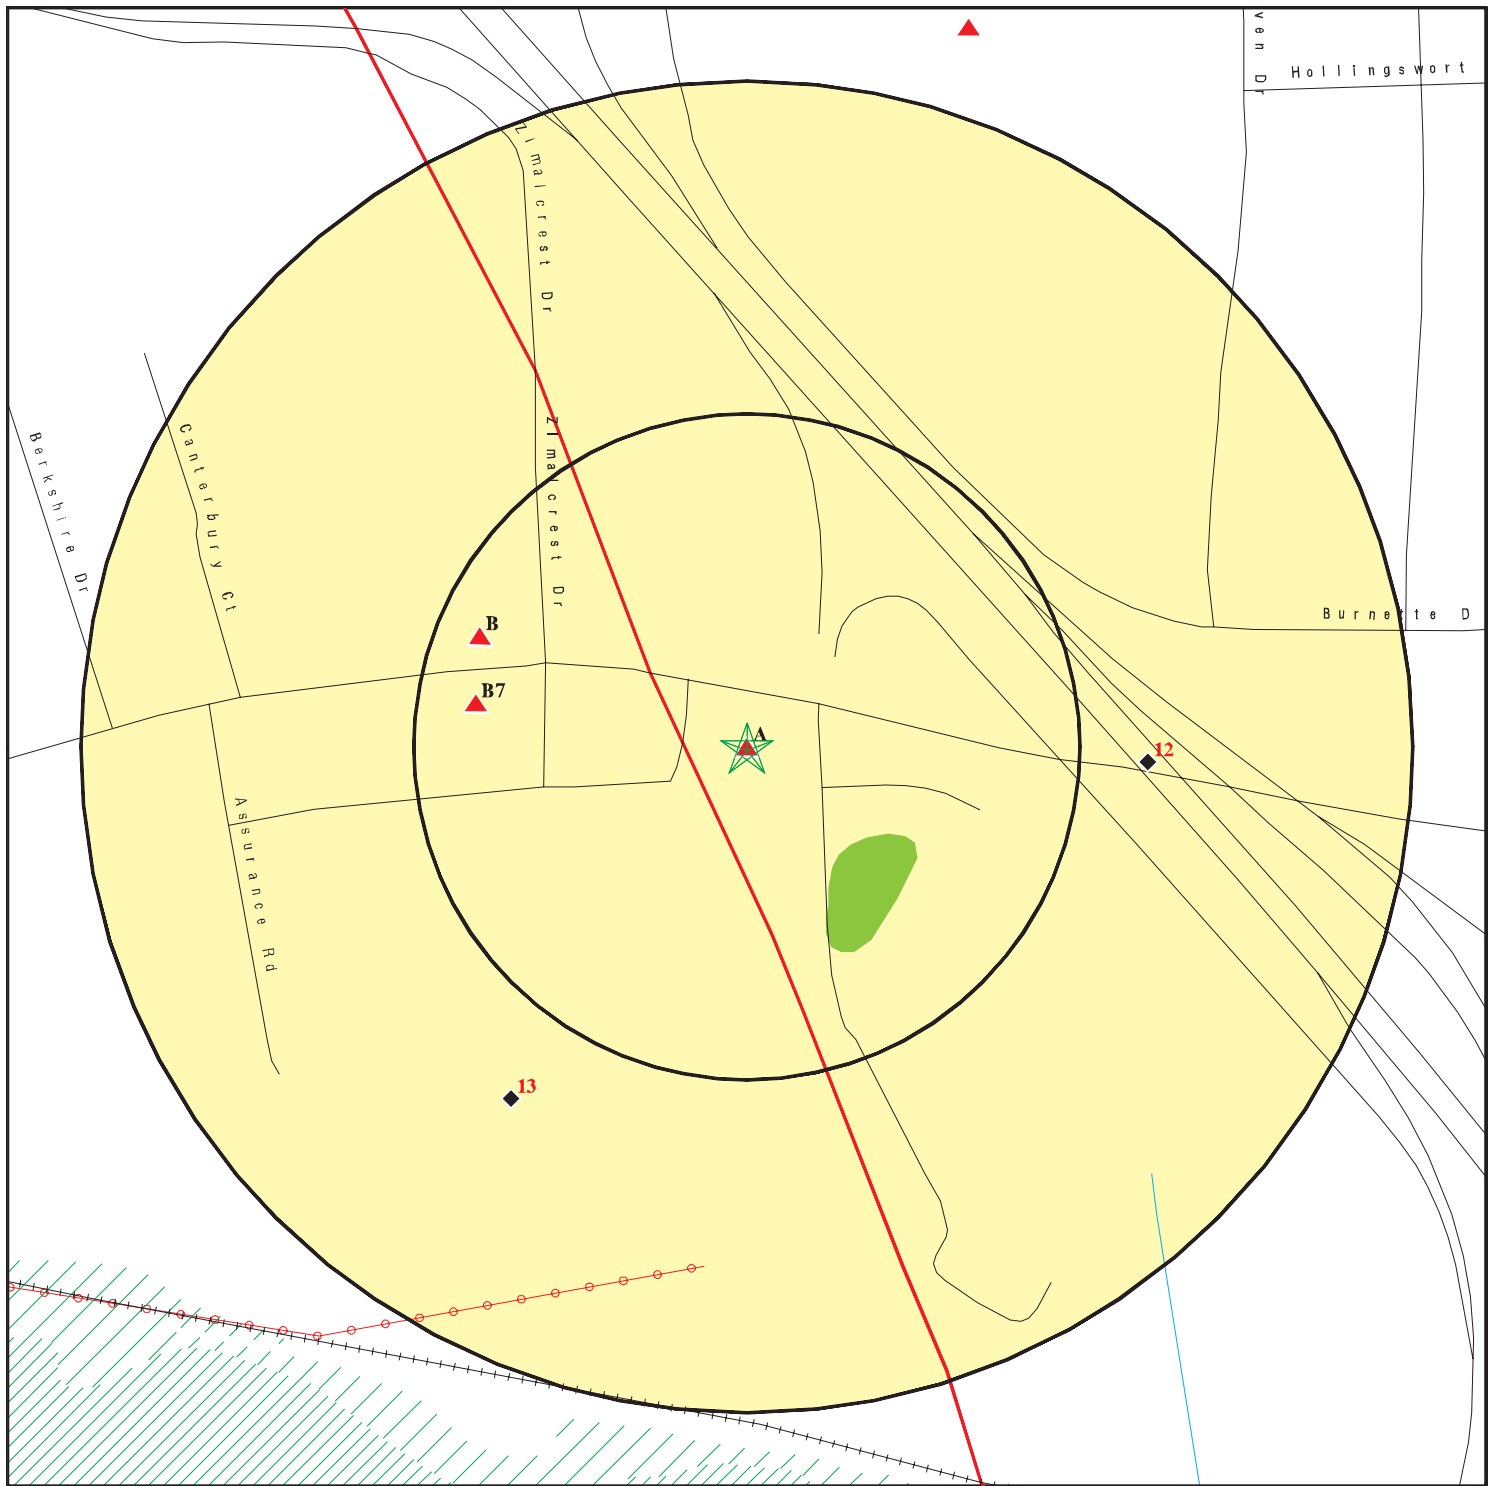 ven Dr
Hollingswort
Zimalcrest Dr
Zimalcrest Dr
Canterbury Ct
Berkshire Dr
Burnette D
B
B7
A
12
Assurance Rd
13